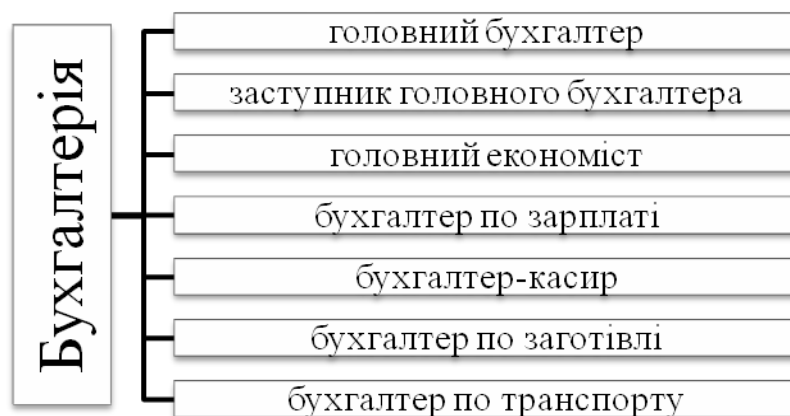 Бухгалтерія
головний бухгалтер
заступник головного бухгалтера
головний економіст
бухгалтер по зарплаті
бухгалтер-касир
бухгалтер по заготівлі
бухгалтер по транспорту